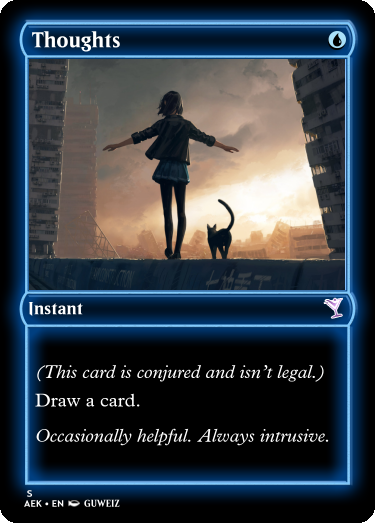 Thoughts
Instant
(This card is conjured and isn't legal.)
Draw a card.
Occasionally helpful. Always intrusive.
S
AEK • EN GUWEIZ